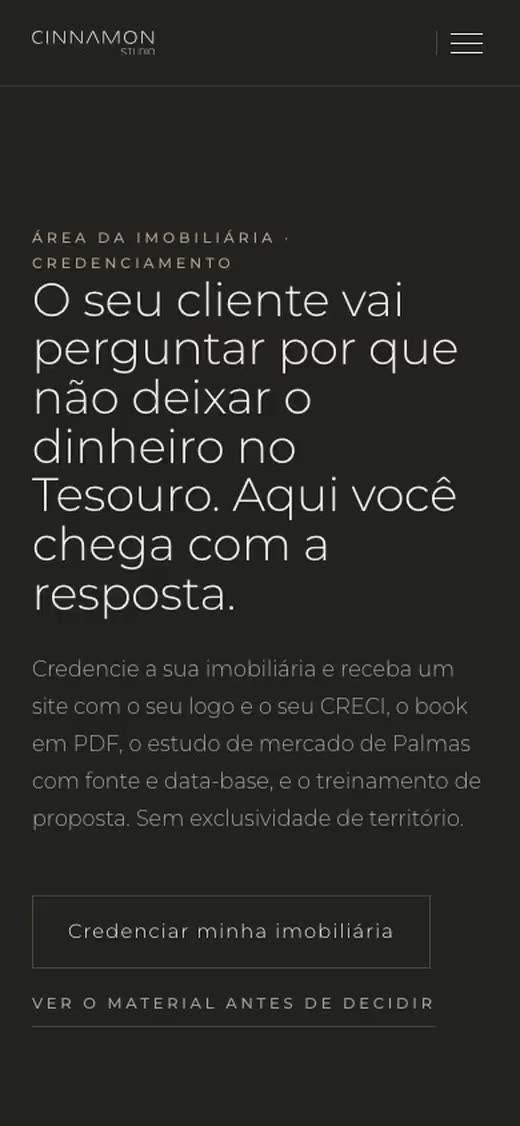 CINNAMON
STUDIO
ÁREA DA IMOBILIÁRIA ·
CREDENCIAMENTO
O seu cliente vai
perguntar por que
não deixar o
dinheiro no
Tesouro. Aqui você
chega com a
resposta.
Credencie a sua imobiliária e receba um
site com o seu logo e o seu CRECI, o book
em PDF, o estudo de mercado de Palmas
com fonte e data-base, e o treinamento de
proposta. Sem exclusividade de território.
Credenciar minha imobiliária
VER O MATERIAL ANTES DE DECIDIR